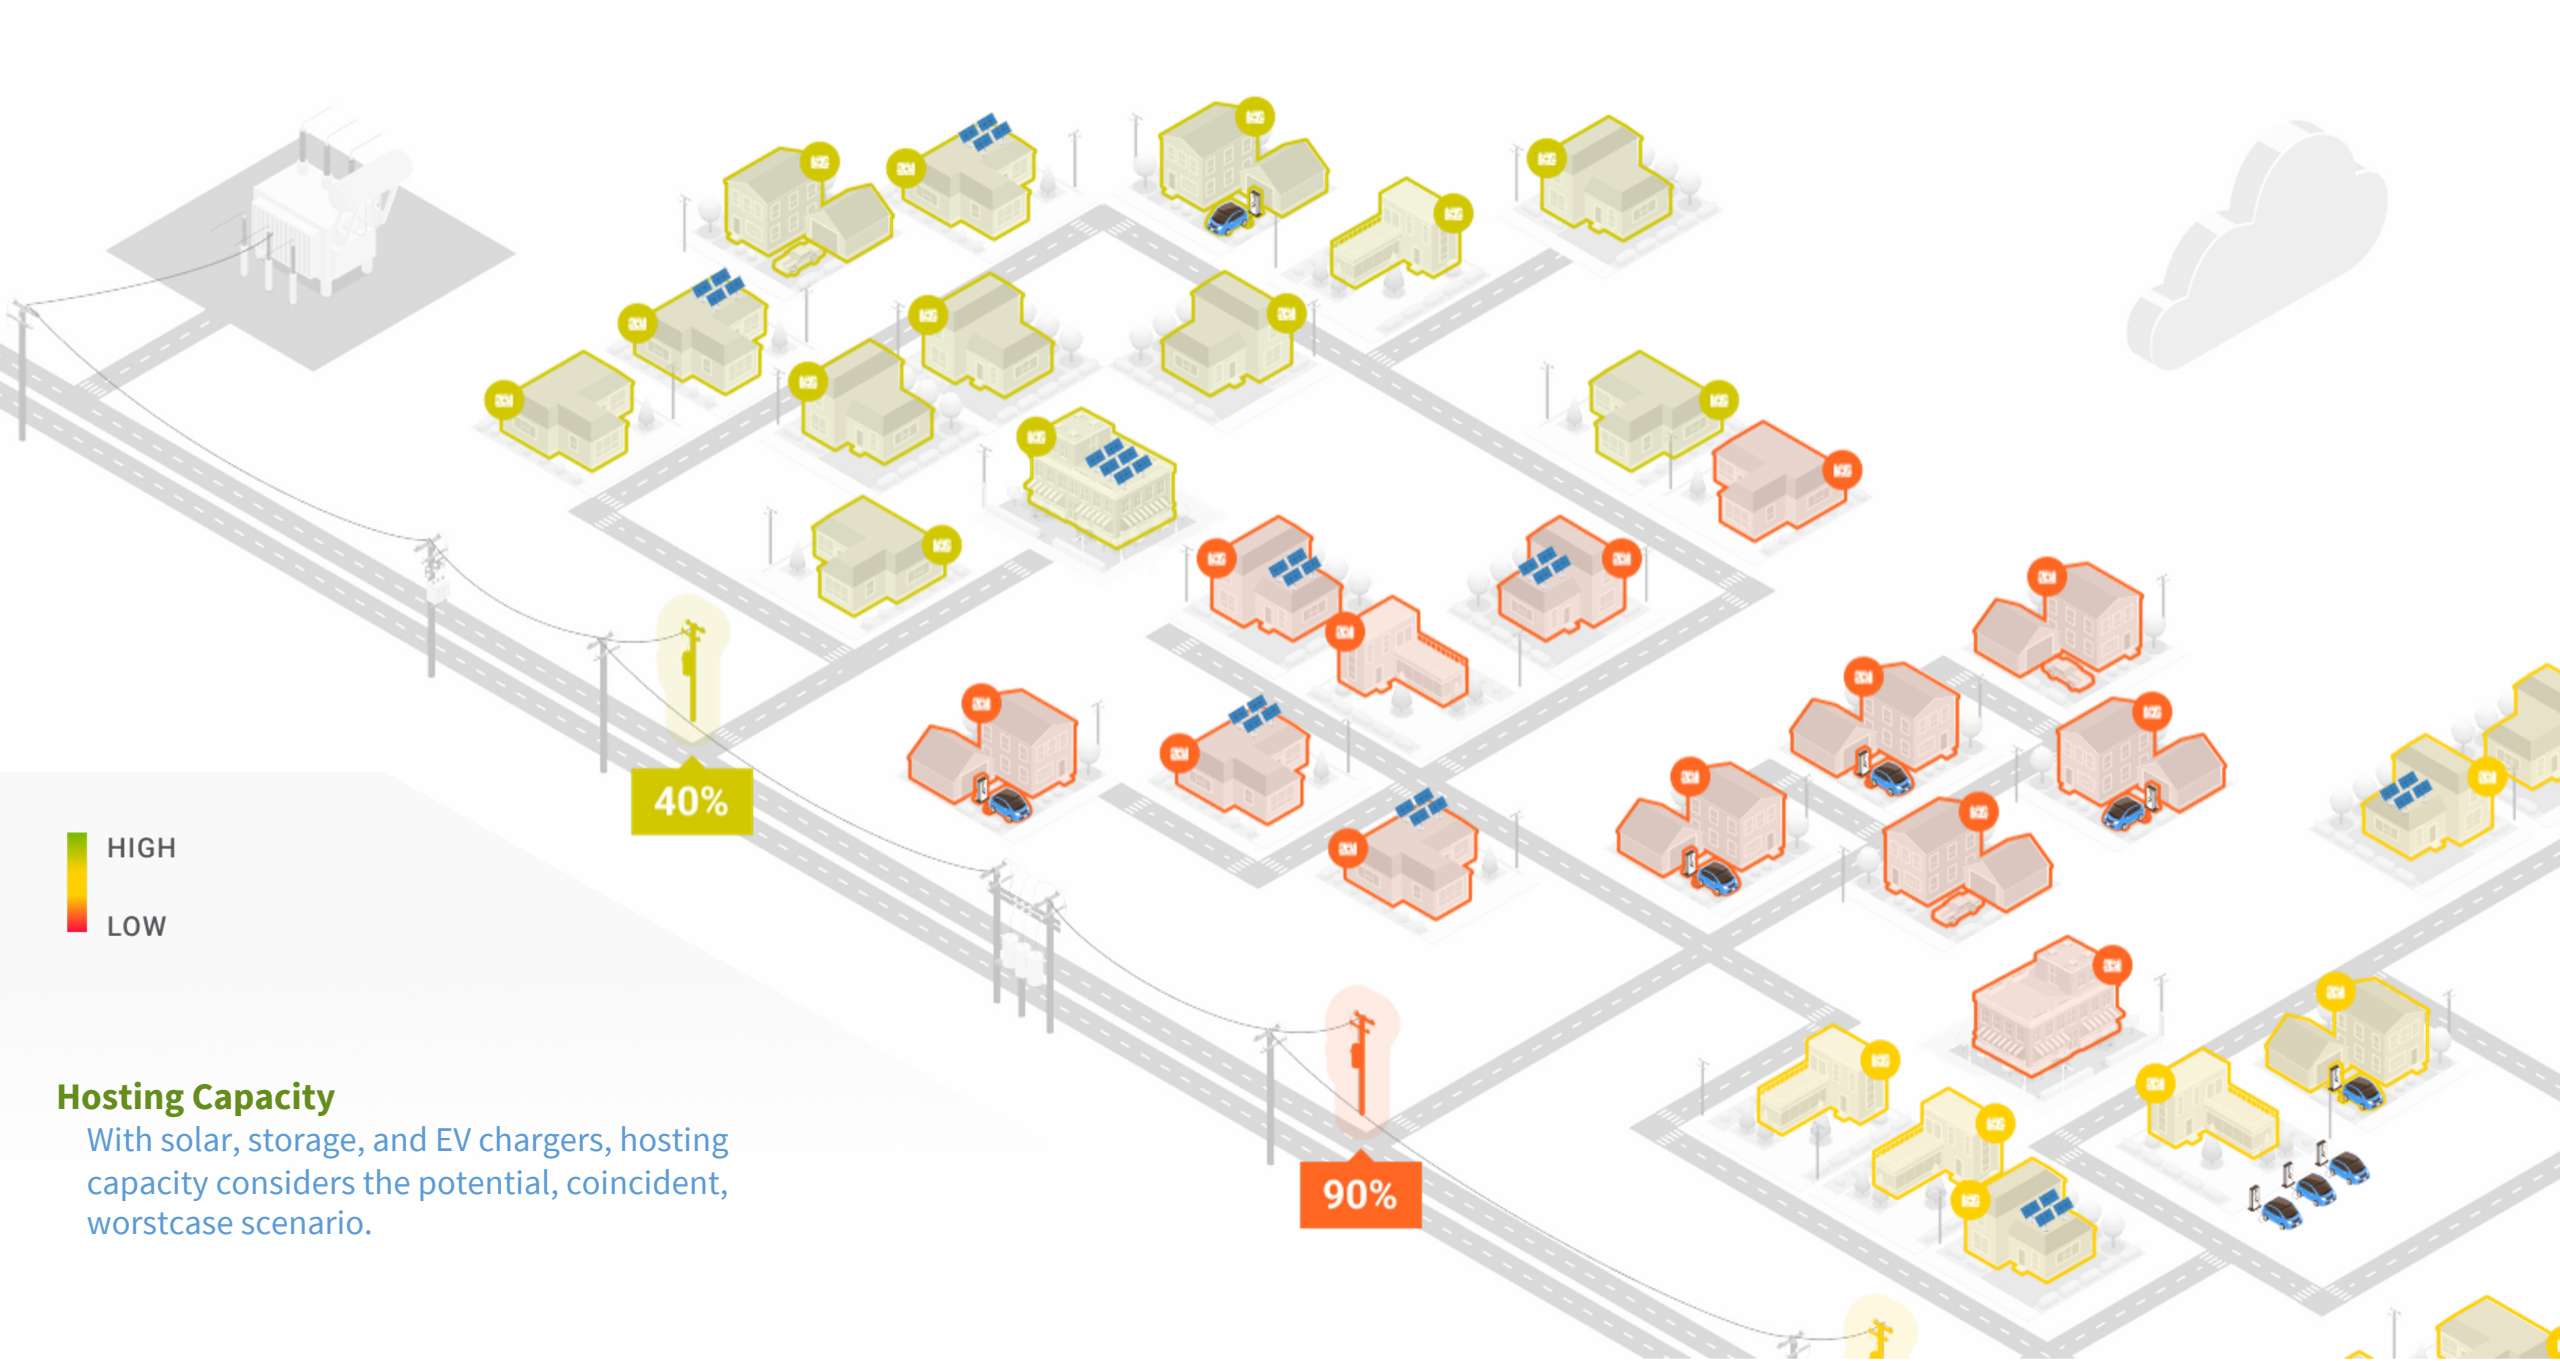 40%
HIGH
LOW
90%
Hosting Capacity
With solar, storage, and EV chargers, hosting
capacity considers the potential, coincident,
worstcase scenario.